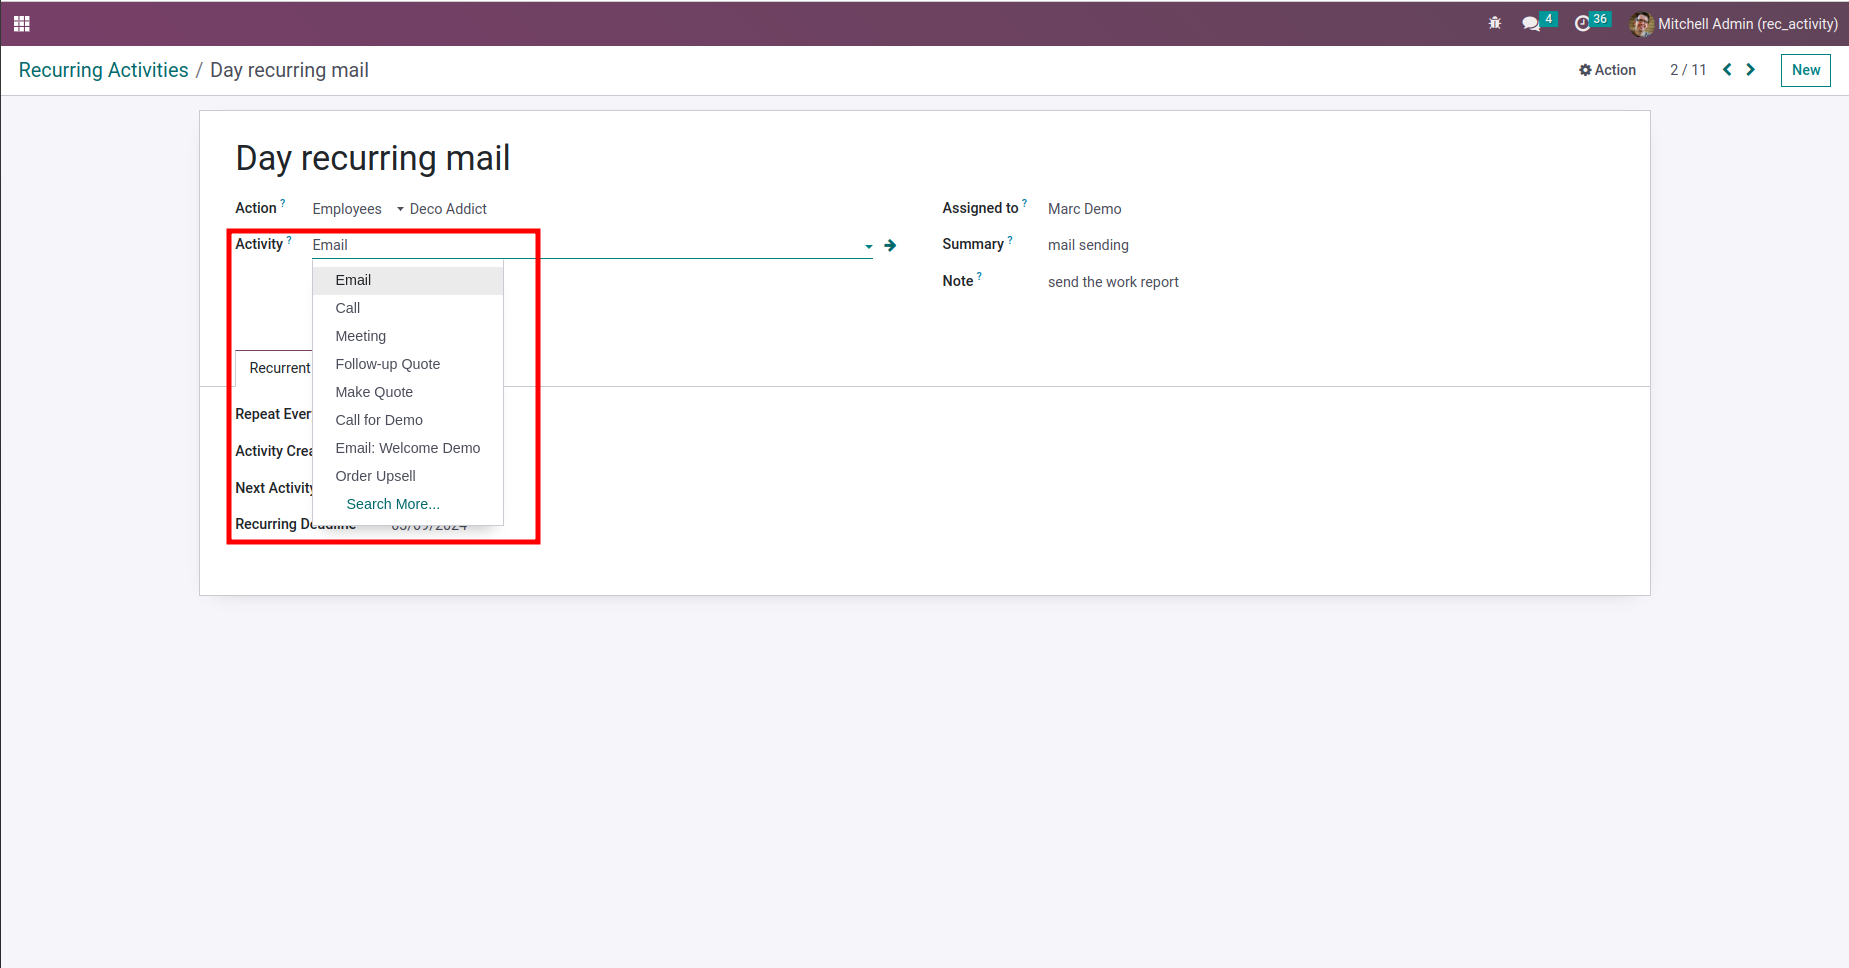 4 36 Mitchell Admin (rec_activity)
Recurring Activities / Day recurring mail
Action 2 / 11 New
Day recurring mail
Action ? Employees Deco Addict
Assigned to ? Marc Demo
Activity ? Email
Summary ? mail sending
Note ? send the work report
Email
Call
Meeting
Follow-up Quote
Make Quote
Call for Demo
Email: Welcome Demo
Order Upsell
Search More...
Recurrent
Repeat Ever
Activity Crea
Next Activity
Recurring Deadline